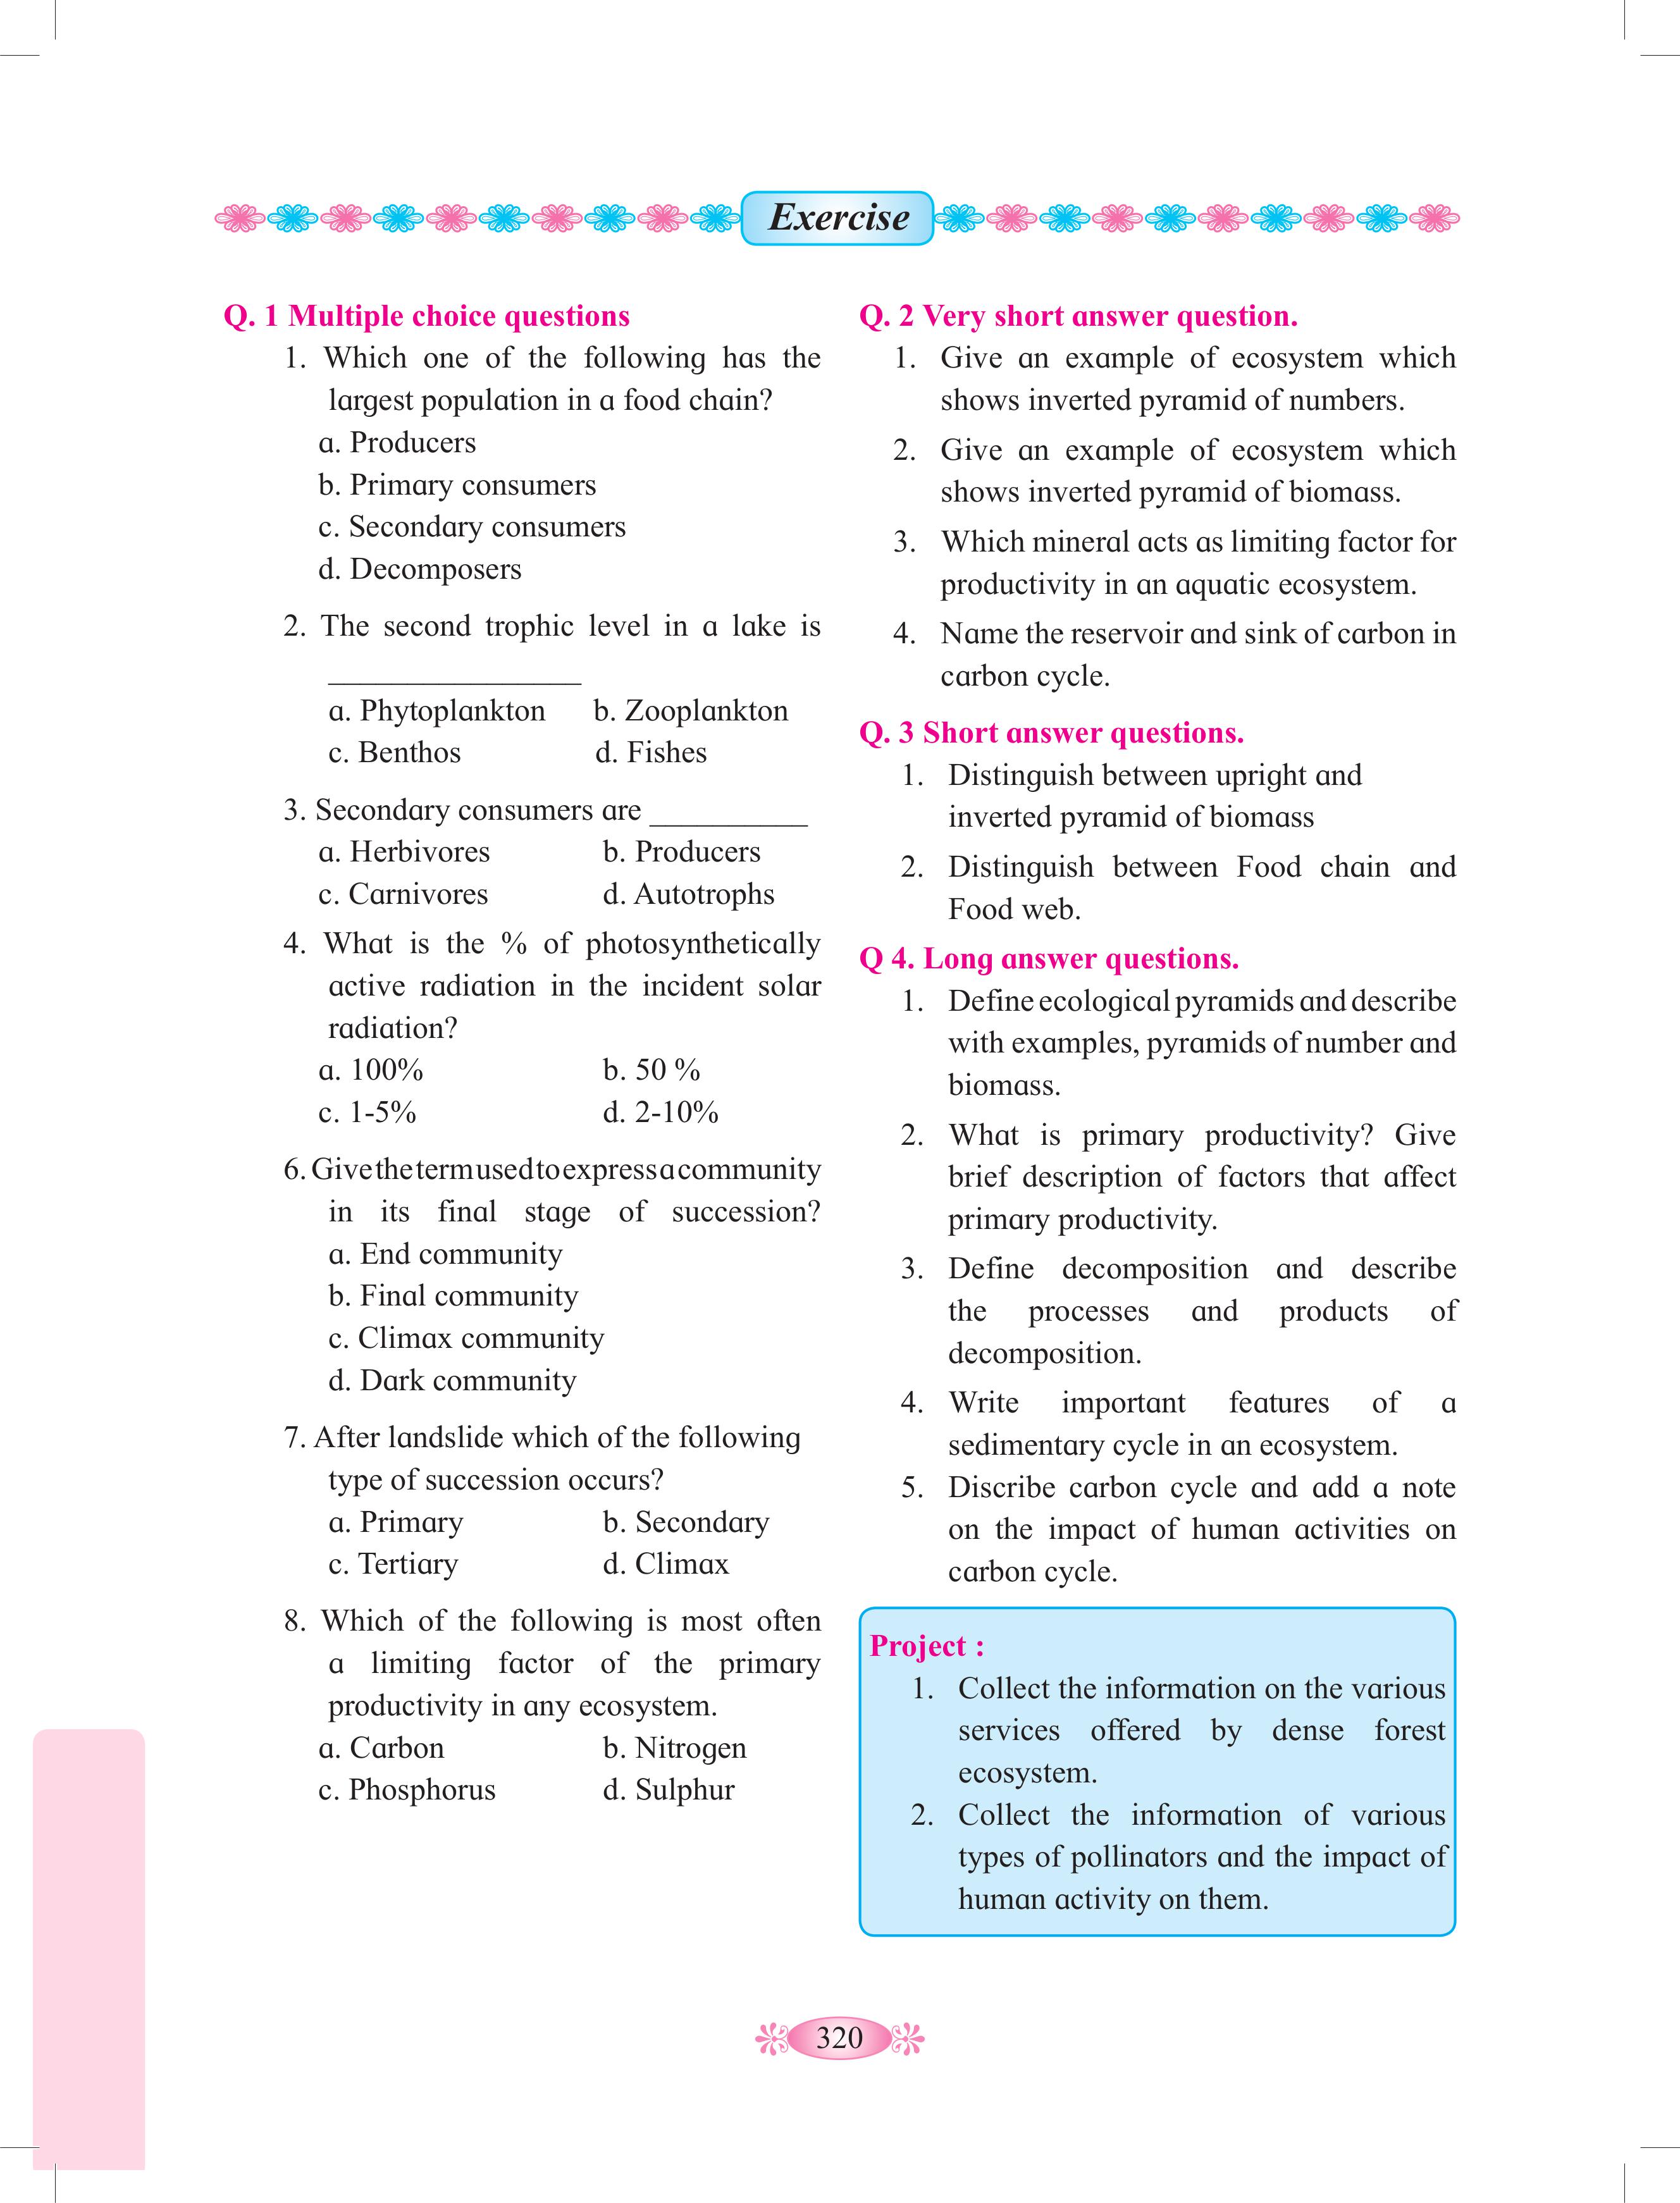 Exercise
Q. 1 Multiple choice questions
1. Which one of the following has the
largest population in a food chain?
a. Producers
b. Primary consumers
c. Secondary consumers
d. Decomposers
2. The second trophic level in a lake is
________________
a. Phytoplankton b. Zooplankton
c. Benthos d. Fishes
3. Secondary consumers are __________
a. Herbivores b. Producers
c. Carnivores d. Autotrophs
4. What is the % of photosynthetically
active radiation in the incident solar
radiation?
a. 100% b. 50 %
c. 1-5% d. 2-10%
6. Give the term used to express a community
in its final stage of succession?
a. End community
b. Final community
c. Climax community
d. Dark community
7. After landslide which of the following
type of succession occurs?
a. Primary b. Secondary
c. Tertiary d. Climax
8. Which of the following is most often
a limiting factor of the primary
productivity in any ecosystem.
a. Carbon b. Nitrogen
c. Phosphorus d. Sulphur
Q. 2 Very short answer question.
1. Give an example of ecosystem which
shows inverted pyramid of numbers.
2. Give an example of ecosystem which
shows inverted pyramid of biomass.
3. Which mineral acts as limiting factor for
productivity in an aquatic ecosystem.
4. Name the reservoir and sink of carbon in
carbon cycle.
Q. 3 Short answer questions.
1. Distinguish between upright and
inverted pyramid of biomass
2. Distinguish between Food chain and
Food web.
Q 4. Long answer questions.
1. Define ecological pyramids and describe
with examples, pyramids of number and
biomass.
2. What is primary productivity? Give
brief description of factors that affect
primary productivity.
3. Define decomposition and describe
the processes and products of
decomposition.
4. Write important features of a
sedimentary cycle in an ecosystem.
5. Discribe carbon cycle and add a note
on the impact of human activities on
carbon cycle.
Project :
1. Collect the information on the various
services offered by dense forest
ecosystem.
2. Collect the information of various
types of pollinators and the impact of
human activity on them.
320